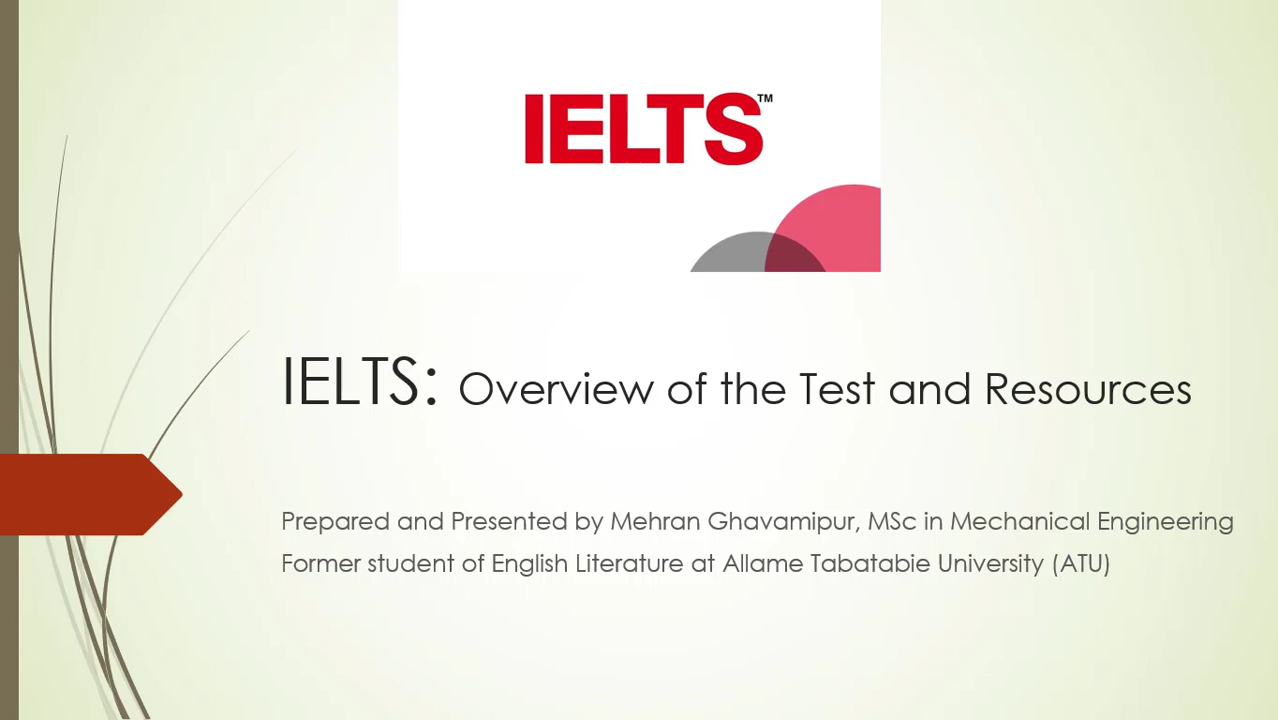 IELTS™
IELTS: Overview of the Test and Resources
Prepared and Presented by Mehran Ghavamipur, MSc in Mechanical Engineering
Former student of English Literature at Allame Tabatabie University (ATU)